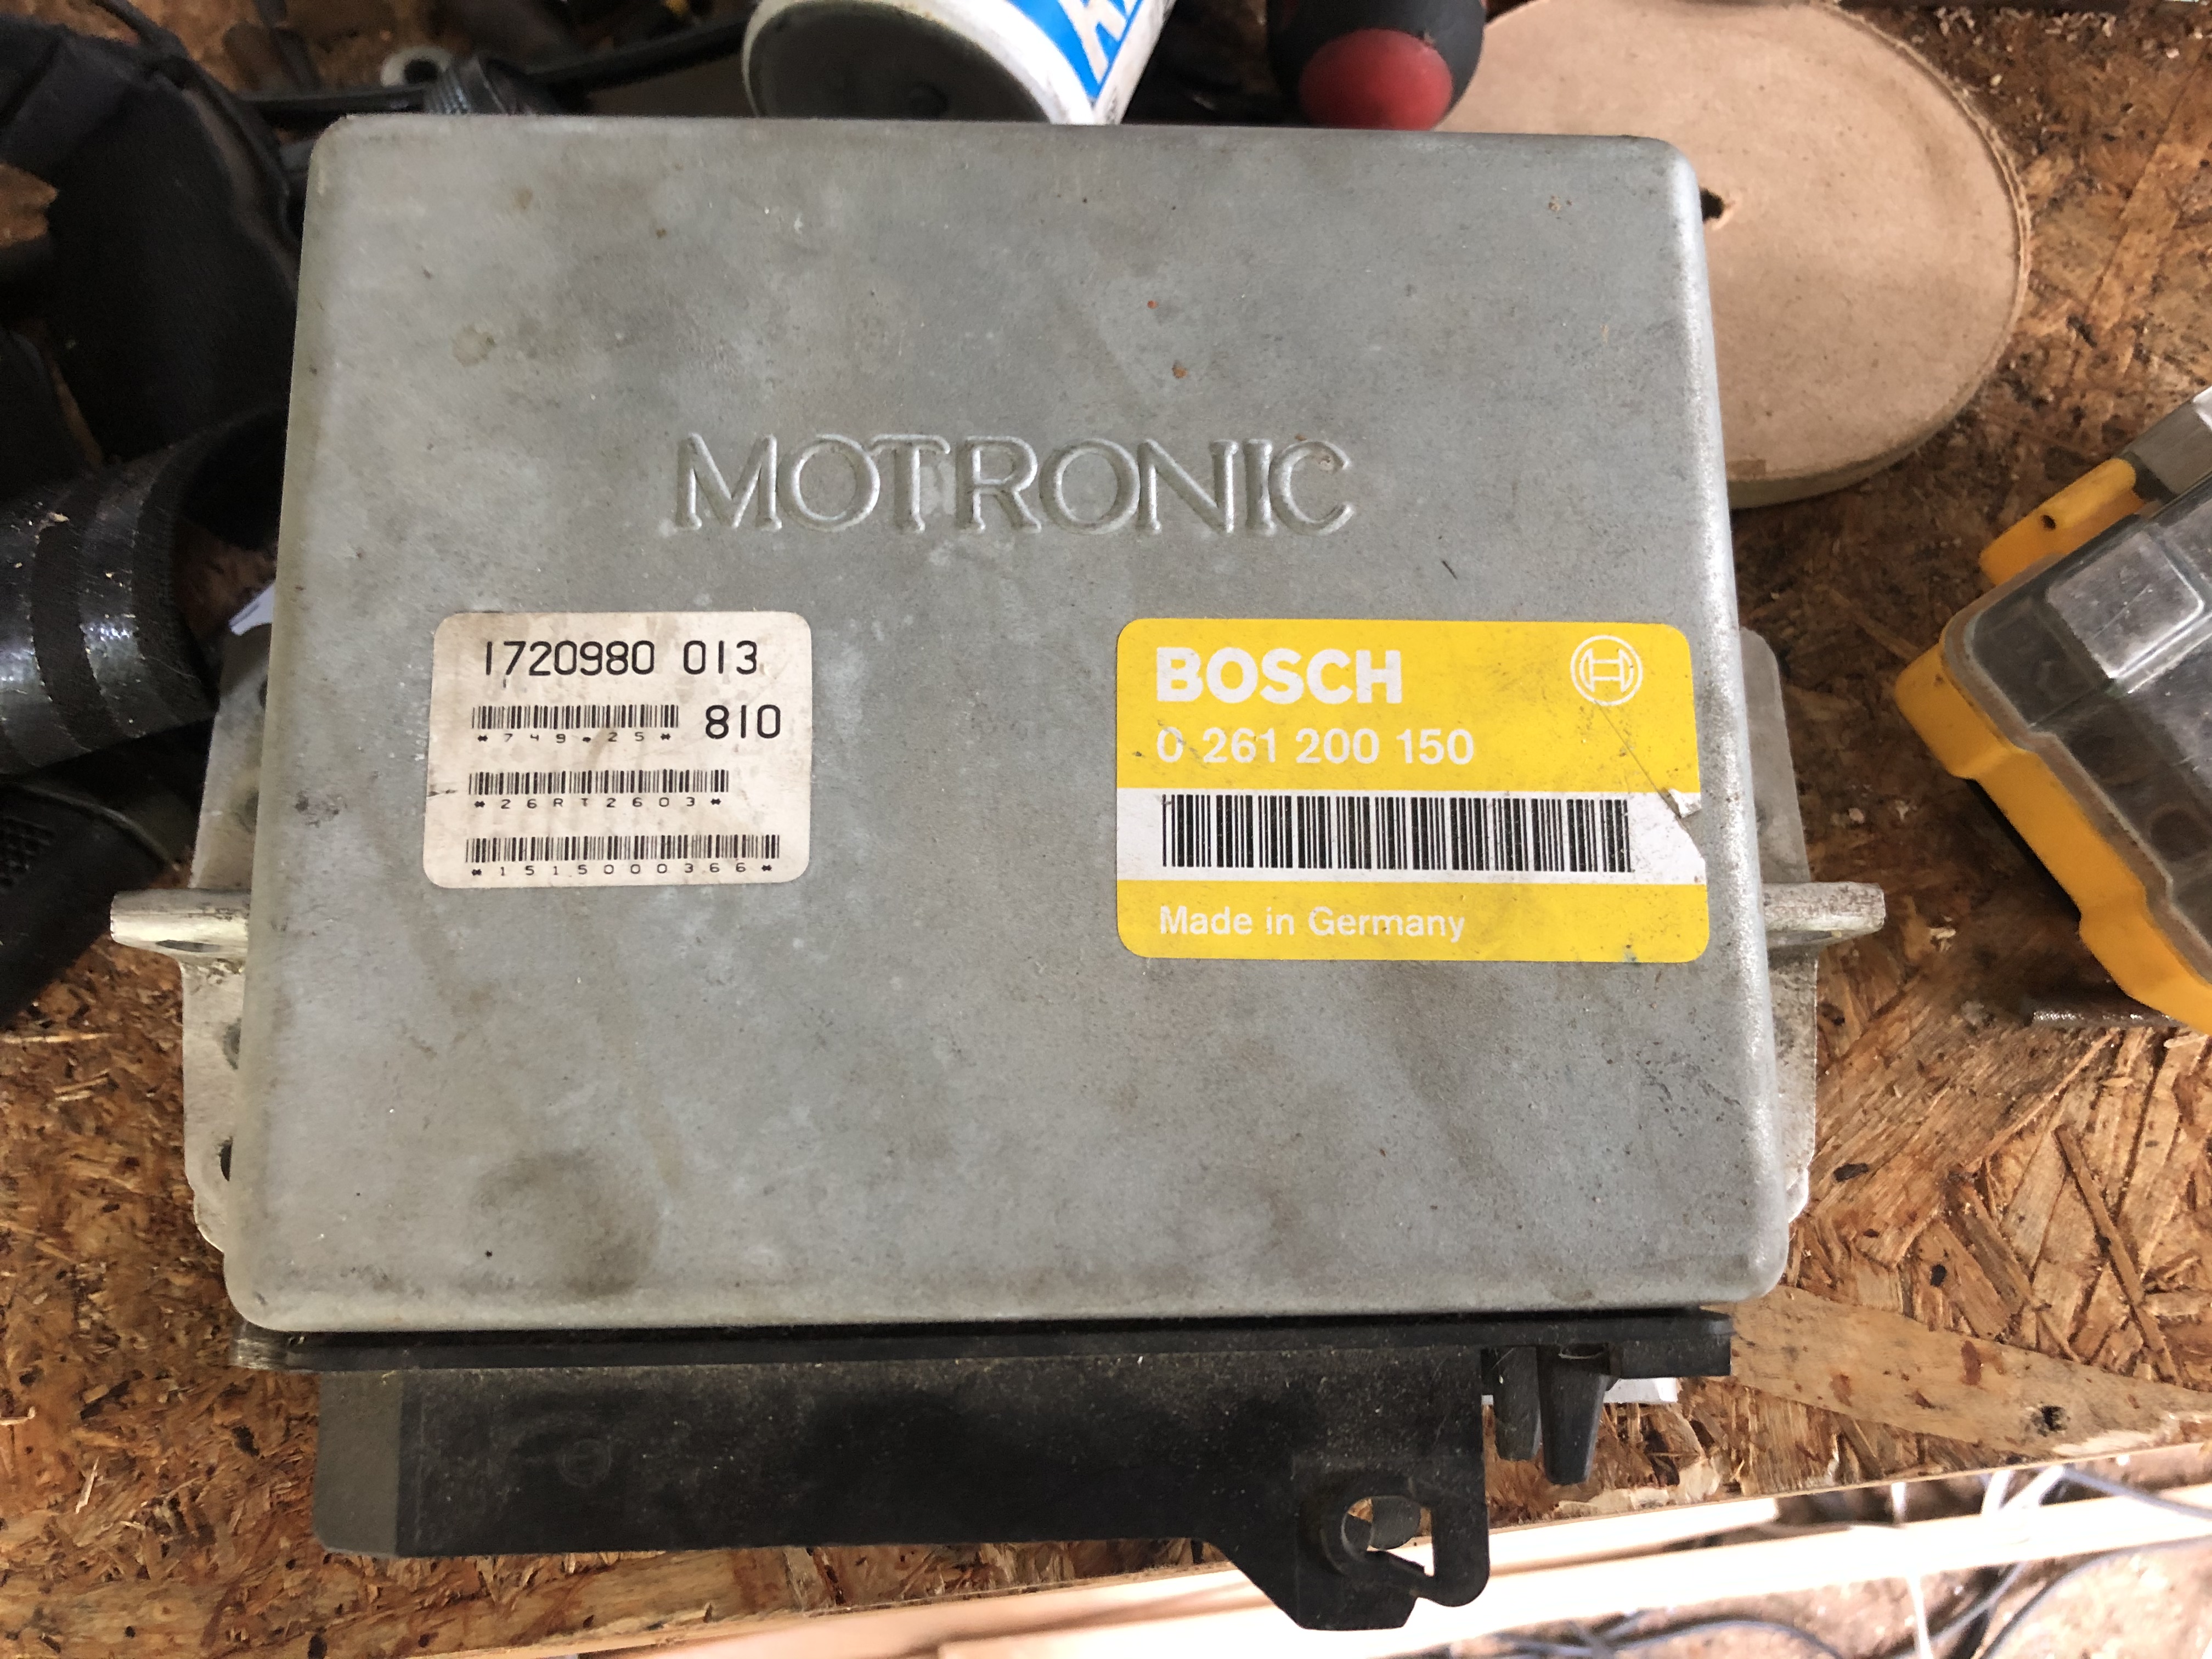 MOTRONIC
1720980 013
810
*749.25*
*26RT2603*
*1515000366*
BOSCH
0 261 200 150
Made in Germany